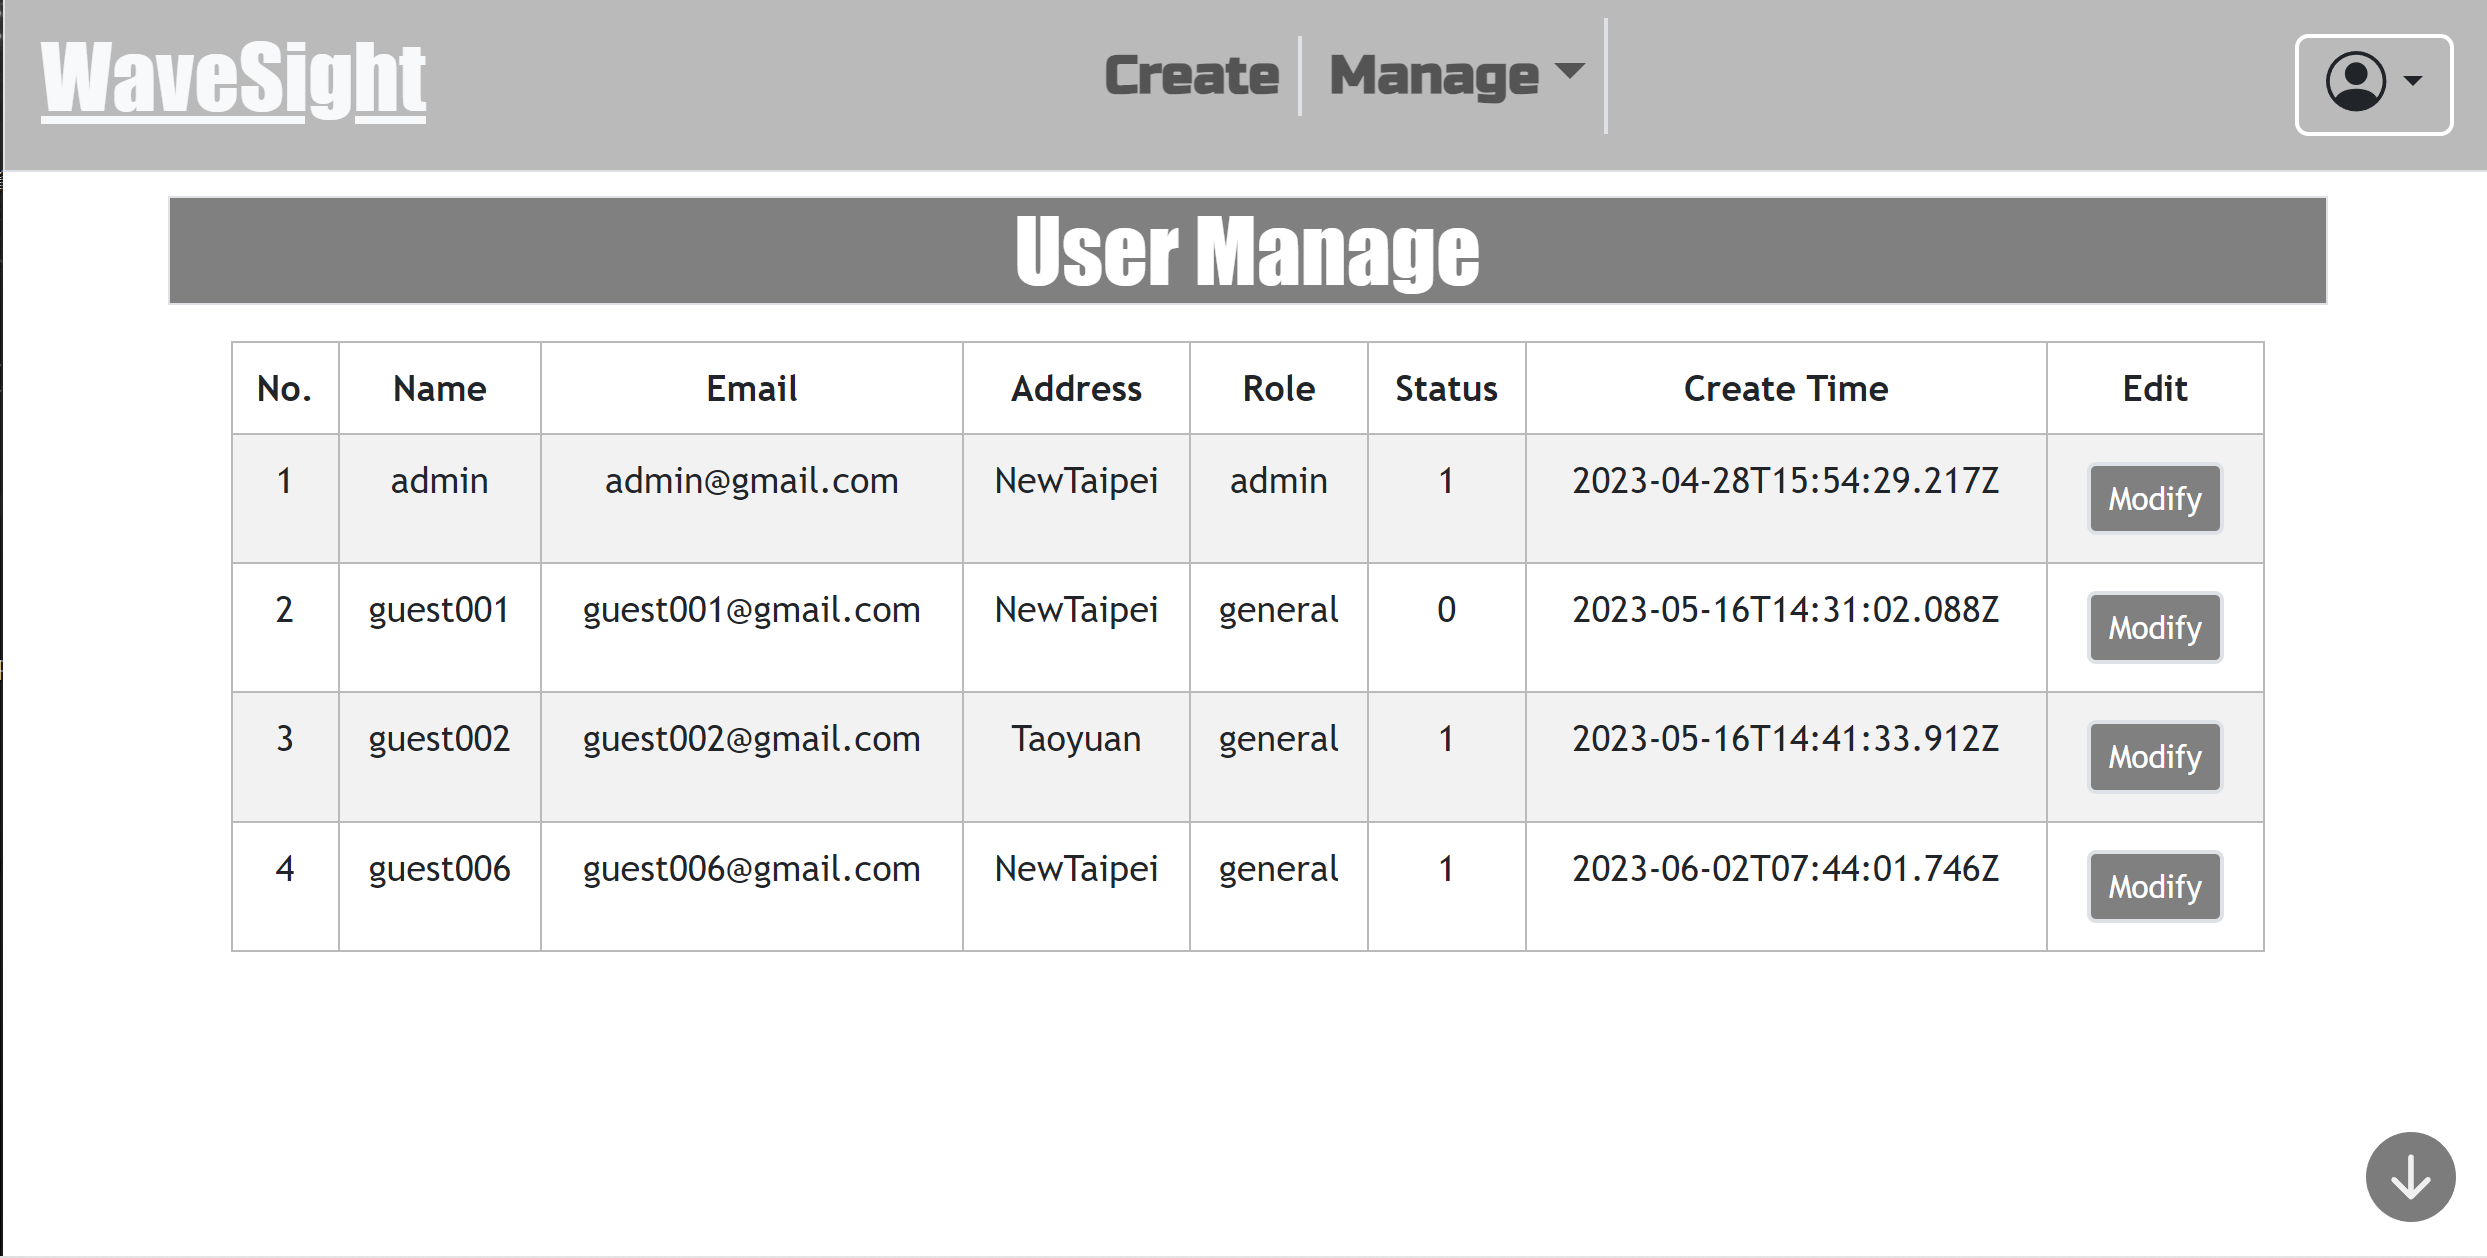 WaveSight
Create Manage
User Manage
No. Name Email Address Role Status Create Time Edit
1 admin admin@gmail.com NewTaipei admin 1 2023-04-28T15:54:29.217Z Modify
2 guest001 guest001@gmail.com NewTaipei general 0 2023-05-16T14:31:02.088Z Modify
3 guest002 guest002@gmail.com Taoyuan general 1 2023-05-16T14:41:33.912Z Modify
4 guest006 guest006@gmail.com NewTaipei general 1 2023-06-02T07:44:01.746Z Modify